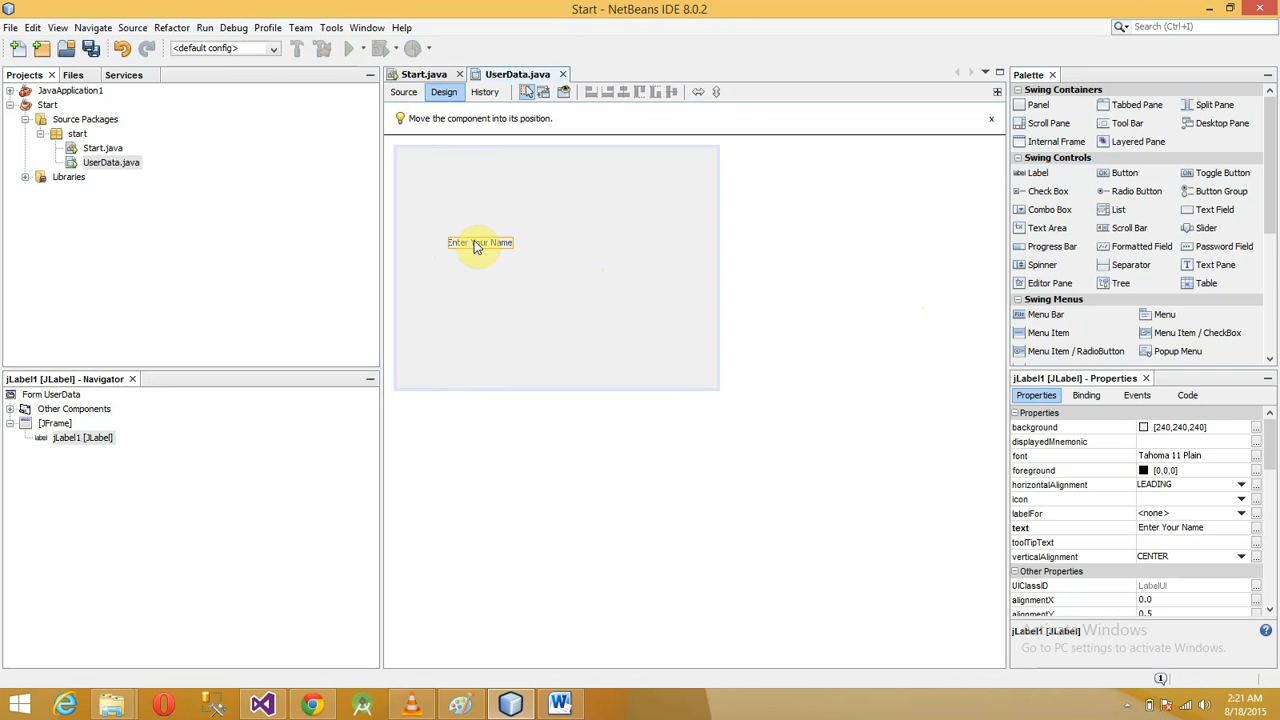 Start - NetBeans IDE 8.0.2
File Edit View Navigate Source Refactor Run Debug Profile Team Tools Window Help
Search (Ctrl+I)
<default config>
Projects Files Services
JavaApplication1
Start
Source Packages
start
Start.java
UserData.java
Libraries
Start.java UserData.java
Source Design History
Move the component into its position.
Enter Your Name
Palette
Swing Containers
Panel Tabbed Pane Split Pane
Scroll Pane Tool Bar Desktop Pane
Internal Frame Layered Pane
Swing Controls
Label Button Toggle Button
Check Box Radio Button Button Group
Combo Box List Text Field
Text Area Scroll Bar Slider
Progress Bar Formatted Field Password Field
Spinner Separator Text Pane
Editor Pane Tree Table
Swing Menus
Menu Bar Menu
Menu Item Menu Item / CheckBox
Menu Item / RadioButton Popup Menu
jLabel1 [JLabel] - Navigator
Form UserData
Other Components
[JFrame]
jLabel1 [JLabel]
jLabel1 [JLabel] - Properties
Properties Binding Events Code
Properties
background [240,240,240]
displayedMnemonic
font Tahoma 11 Plain
foreground [0,0,0]
horizontalAlignment LEADING
icon
labelFor <none>
text Enter Your Name
toolTipText
verticalAlignment CENTER
Other Properties
UIClassID LabelUI
alignmentX 0.0
alignmentY 0.5
jLabel1 [JLabel]
Activate Windows
Go to PC settings to activate Windows.
2:21 AM
8/18/2015